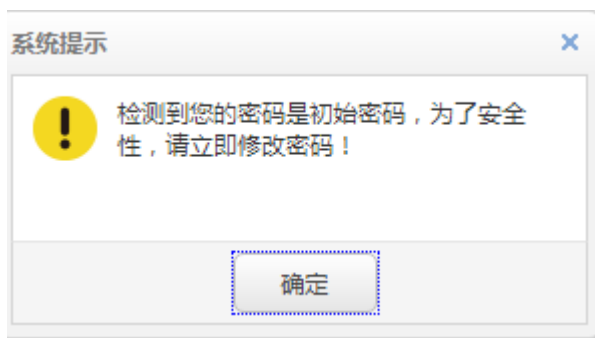 系统提示
检测到您的密码是初始密码，为了安全
性，请立即修改密码！
确定